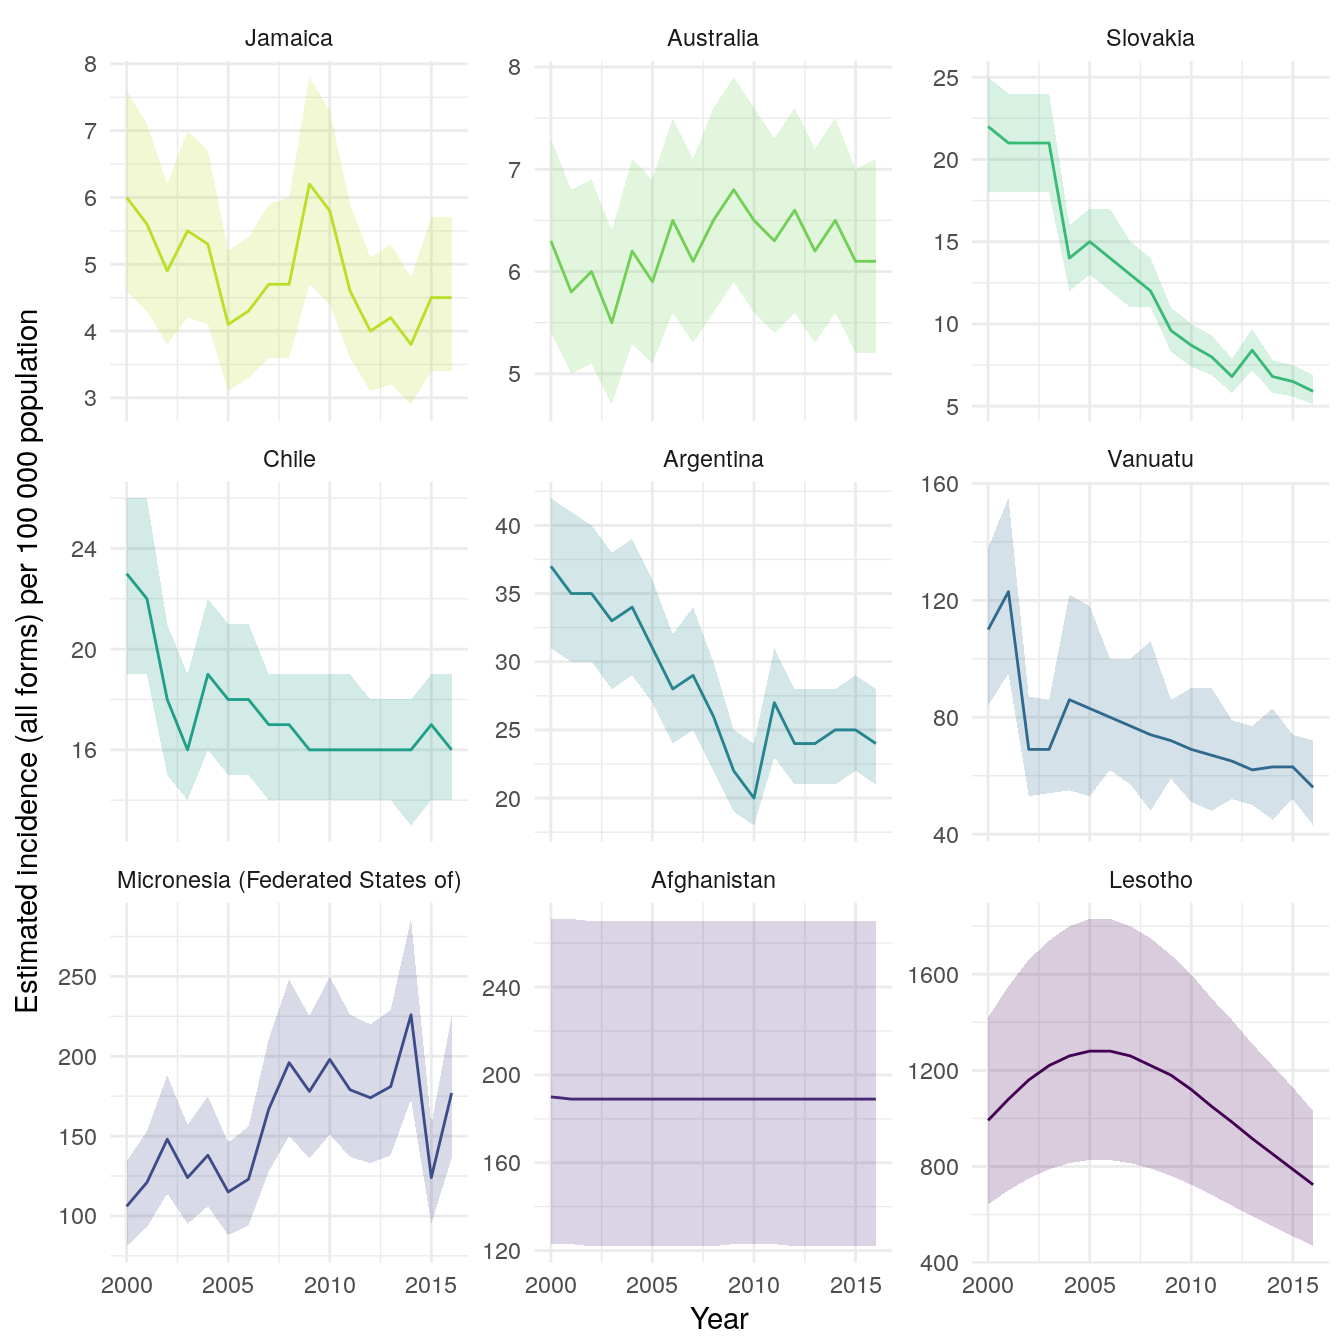 Jamaica
Australia
Slovakia
8
7
6
5
4
3
8
7
6
5
25
20
15
10
5
Estimated incidence (all forms) per 100 000 population
Chile
Argentina
Vanuatu
24
20
16
40
35
30
25
20
160
120
80
40
Micronesia (Federated States of)
Afghanistan
Lesotho
250
200
150
100
240
200
160
120
1600
1200
800
400
2000 2005 2010 2015
2000 2005 2010 2015
2000 2005 2010 2015
Year